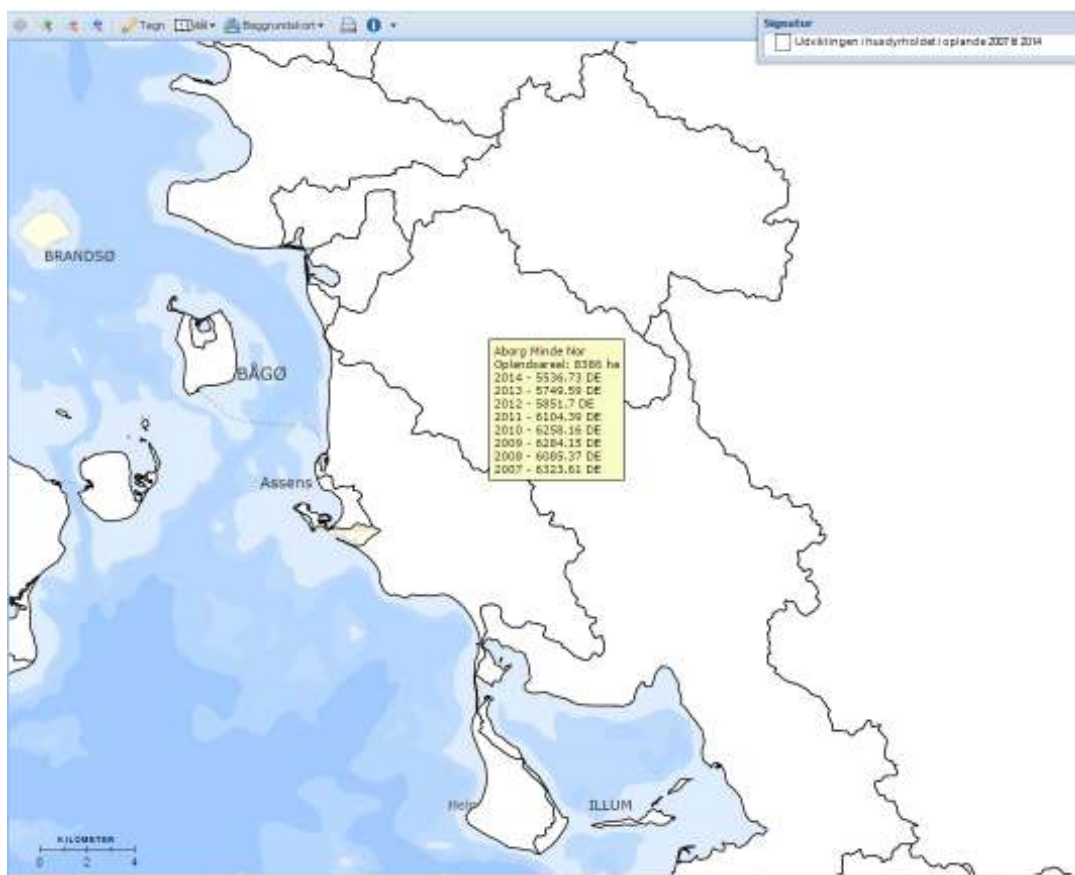 Tegn Mål Baggrundskort
Signatur
Udviklingen i husdyrholdet i oplande 2007 til 2014
BRANDSØ
BÅGØ
Aborg Minde Nor
Oplandsareal: 8386 ha
2014 - 5536.73 DE
2013 - 5749.59 DE
2012 - 5851.7 DE
2011 - 6104.39 DE
2010 - 6258.16 DE
2009 - 6284.15 DE
2008 - 6085.37 DE
2007 - 6323.61 DE
Assens
Heln
ILLUM
KILOMETER
0 2 4